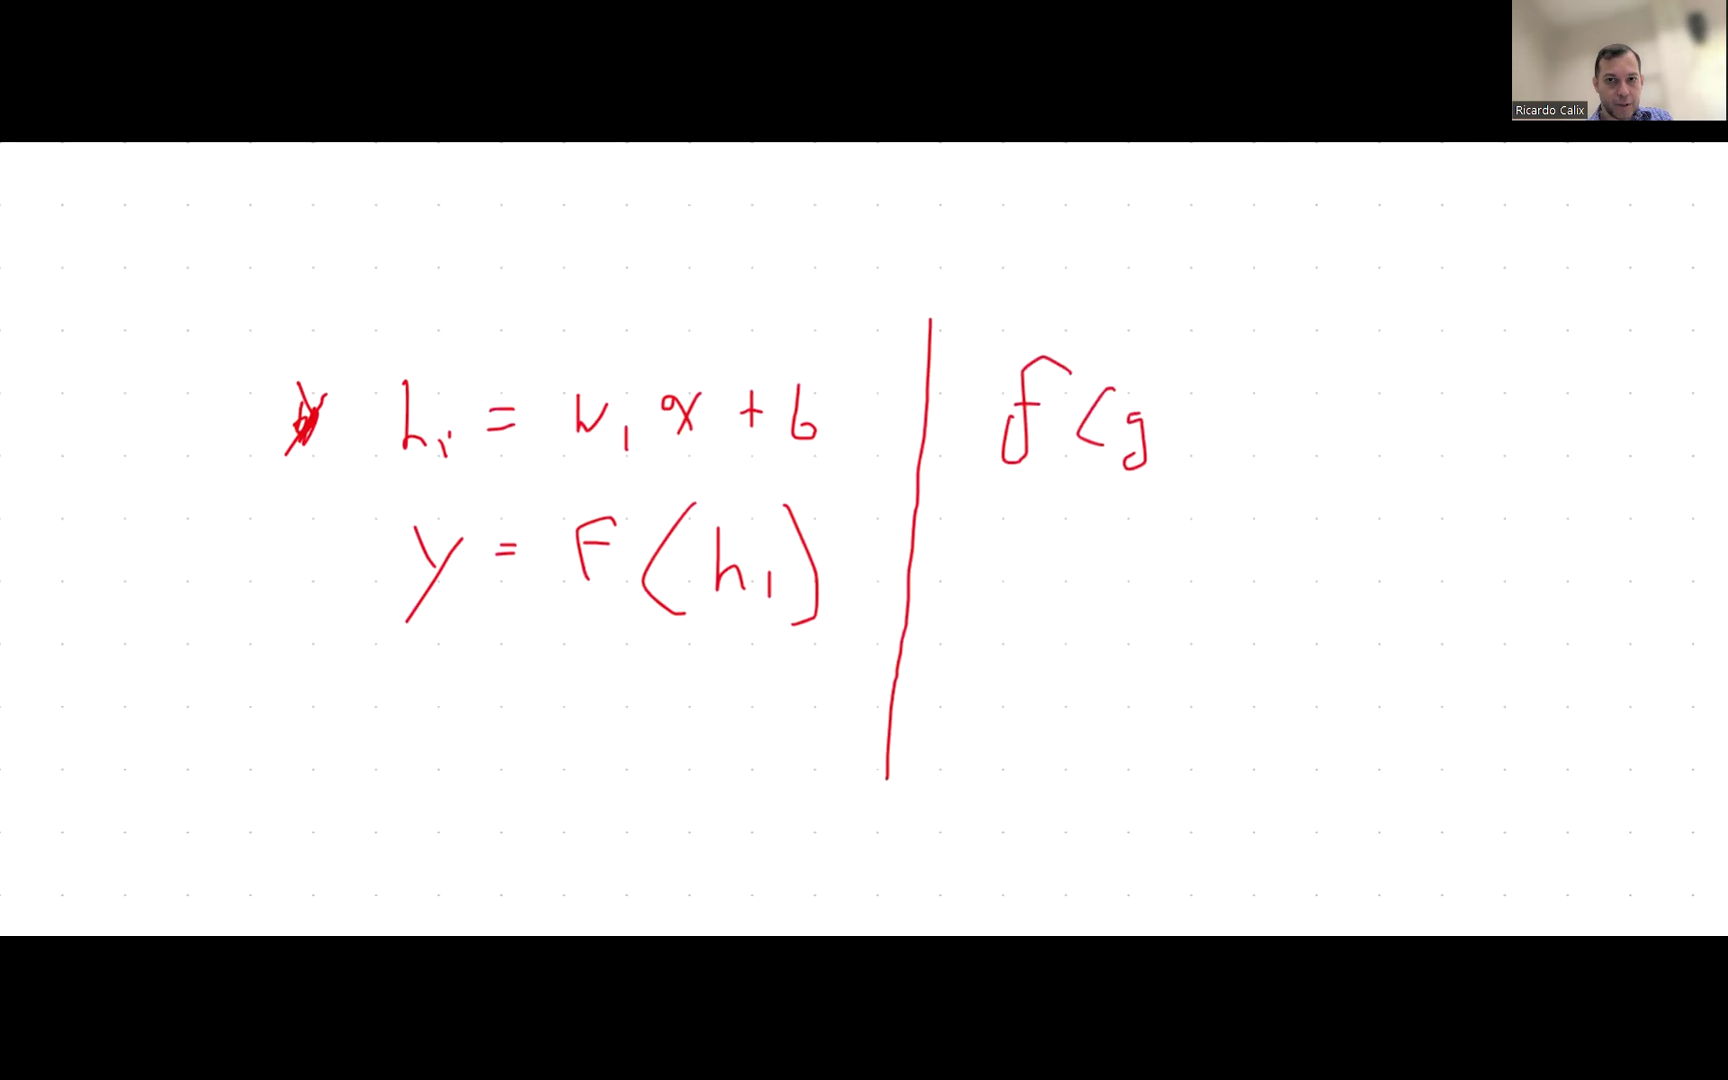 Ricardo Calix
h₁ = w₁ x + b
y = F(h₁)
f(g